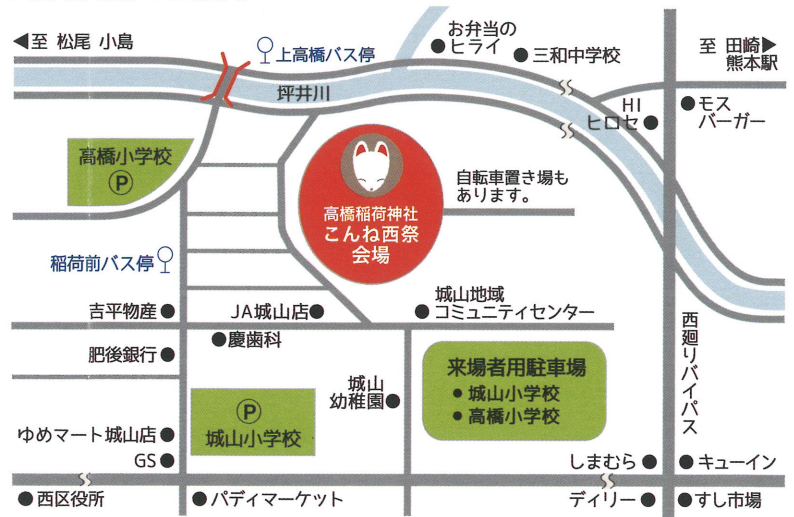 ◀至 松尾 小島
上高橋バス停
お弁当の
ヒライ
三和中学校
至 田崎▶
熊本駅
坪井川
HI
ヒロセ
モス
バーガー
高橋小学校
P
高橋稲荷神社
こんね西祭
会場
自転車置き場も
あります。
稲荷前バス停
吉平物産
JA城山店
城山地域
コミュニティセンター
慶歯科
肥後銀行
西廻りバイパス
城山
幼稚園
来場者用駐車場
● 城山小学校
● 高橋小学校
P
城山小学校
ゆめマート城山店
GS
しまむら
キューイン
西区役所
パディマーケット
ディリー
すし市場